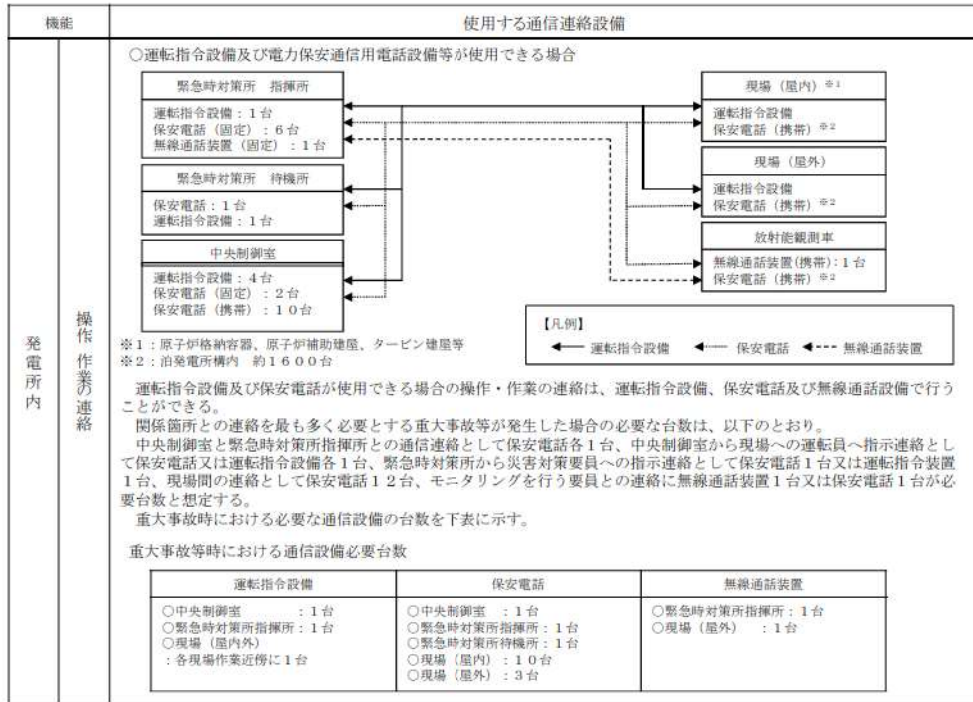 機能
使用する通信連絡設備
発電所内
操作・作業の連絡
○運転指令設備及び電力保安通信用電話設備等が使用できる場合
緊急時対策所 指揮所
運転指令設備:1台
保安電話(固定):6台
無線通話装置(固定):1台
緊急時対策所 待機所
保安電話:1台
運転指令設備:1台
中央制御室
運転指令設備:4台
保安電話(固定):2台
保安電話(携帯):10台
現場(屋内)※1
運転指令設備
保安電話(携帯)※2
現場(屋外)
運転指令設備
保安電話(携帯)※2
放射能観測車
無線通話装置(携帯):1台
保安電話(携帯)※2
【凡例】
運転指令設備
保安電話
無線通話装置
※1:原子炉格納容器、原子炉補助建屋、タービン建屋等
※2:泊発電所構内 約1600台
運転指令設備及び保安電話が使用できる場合の操作・作業の連絡は、運転指令設備、保安電話及び無線通話設備で行う
ことができる。
関係箇所との連絡を最も多く必要とする重大事故等が発生した場合の必要な台数は、以下のとおり。
中央制御室と緊急時対策所指揮所との通信連絡として保安電話各1台、中央制御室から現場への運転員へ指示連絡とし
て保安電話又は運転指令設備各1台、緊急時対策所から災害対策要員への指示連絡として保安電話1台又は運転指令装置
1台、現場間の連絡として保安電話12台、モニタリングを行う要員との連絡に無線通話装置1台又は保安電話1台が必
要台数と想定する。
重大事故時における必要な通信設備の台数を下表に示す。
重大事故等時における通信設備必要台数
運転指令設備
○中央制御室 :1台
○緊急時対策所指揮所:1台
○現場(屋内外)
:各現場作業近傍に1台
保安電話
○中央制御室 :1台
○緊急時対策所指揮所:1台
○緊急時対策所待機所:1台
○現場(屋内):10台
○現場(屋外):3台
無線通話装置
○緊急時対策所指揮所:1台
○現場(屋外) :1台